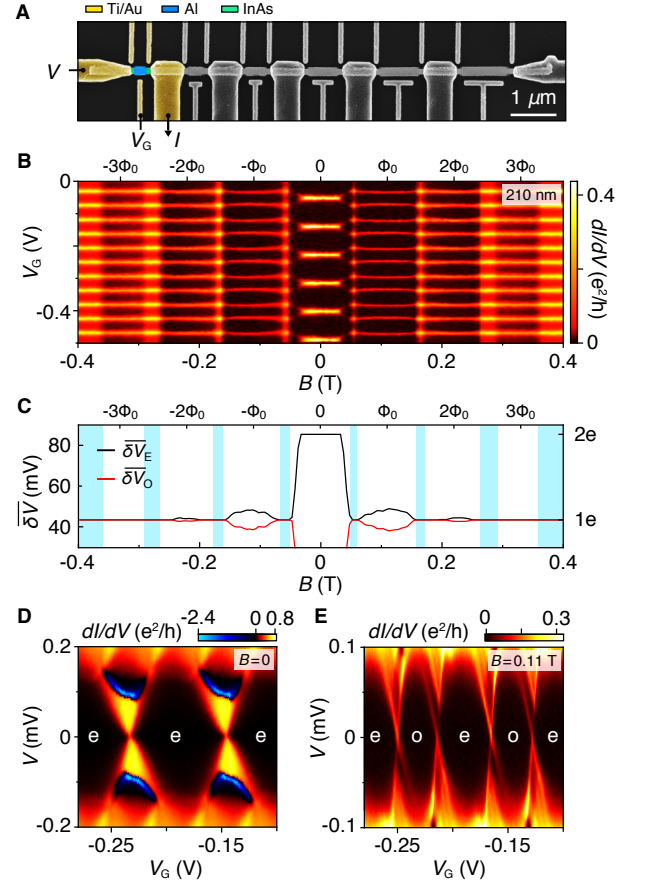 A
Ti/Au Al InAs
V
1 μm
V_G I
B
-3Φ₀ -2Φ₀ -Φ₀ 0 Φ₀ 2Φ₀ 3Φ₀
0
-0.4
V_G (V)
210 nm
0.4
0
dI/dV (e²/h)
-0.4 -0.2 0 0.2 0.4
B (T)
C
-3Φ₀ -2Φ₀ -Φ₀ 0 Φ₀ 2Φ₀ 3Φ₀
80
60
40
δV (mV)
δV_E
δV_O
2e
1e
-0.4 -0.2 0 0.2 0.4
B (T)
D
dI/dV (e²/h)
-2.4 0 0.8
B=0
0.2
0
-0.2
V (mV)
e e e
-0.25 -0.15
V_G (V)
E
dI/dV (e²/h)
0 0.3
B=0.11 T
0.1
0
-0.1
V (mV)
e o e o e
-0.25 -0.15
V_G (V)